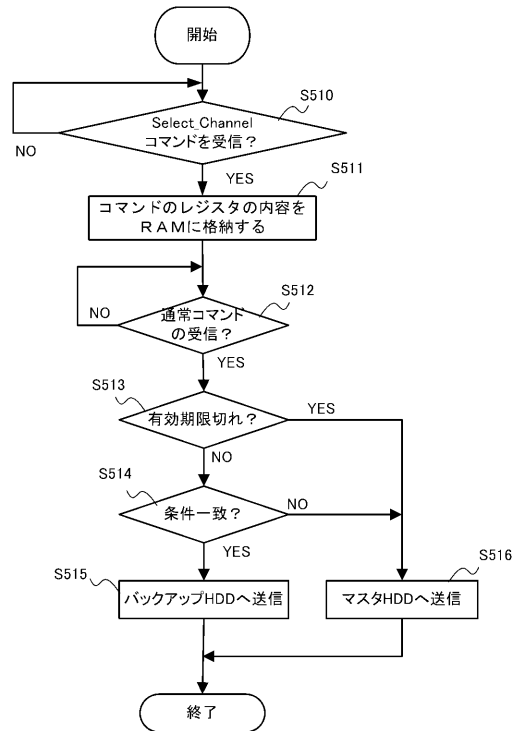 開始
S510
Select_Channel
コマンドを受信？
NO
YES
S511
コマンドのレジスタの内容を
ＲＡＭに格納する
S512
通常コマンド
の受信？
NO
YES
S513
有効期限切れ？
YES
NO
S514
条件一致？
NO
YES
S515
バックアップHDDへ送信
S516
マスタHDDへ送信
終了